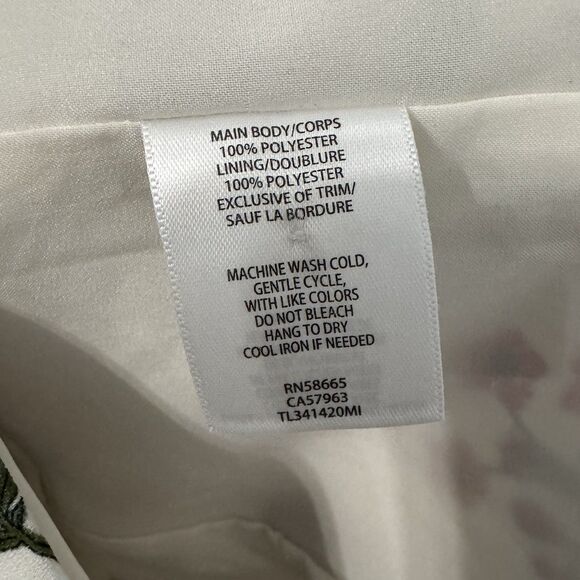 MAIN BODY/CORPS
100% POLYESTER
LINING/DOUBLURE
100% POLYESTER
EXCLUSIVE OF TRIM/
SAUF LA BORDURE
MACHINE WASH COLD,
GENTLE CYCLE,
WITH LIKE COLORS
DO NOT BLEACH
HANG TO DRY
COOL IRON IF NEEDED
RN58665
CA57963
TL341420MI